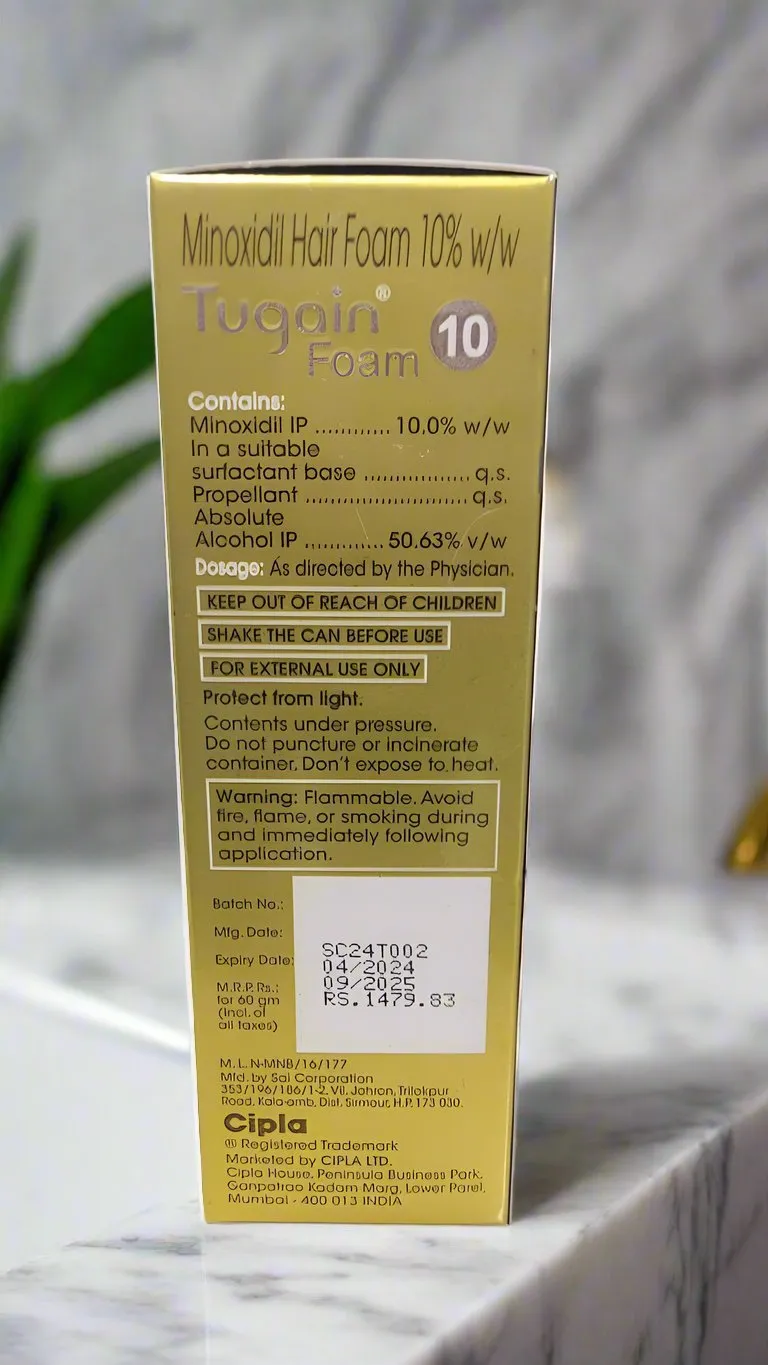 Minoxidil Hair Foam 10% w/w
Tugain®
Foam 10
Contains:
Minoxidil IP ............ 10.0% w/w
In a suitable
surfactant base ................. q.s.
Propellant .......................... q.s.
Absolute
Alcohol IP ............. 50.63% v/w
Dosage: As directed by the Physician.
KEEP OUT OF REACH OF CHILDREN
SHAKE THE CAN BEFORE USE
FOR EXTERNAL USE ONLY
Protect from light.
Contents under pressure.
Do not puncture or incinerate
container. Don't expose to heat.
Warning: Flammable. Avoid
fire, flame, or smoking during
and immediately following
application.
Batch No.:
Mfg. Date:
Expiry Date:
M.R.P. Rs.:
for 60 gm
(Incl. of
all taxes)
SC24T002
04/2024
09/2025
RS.1479.83
M.L. N-MNB/16/177
Mfd. by Sai Corporation
353/196/186/1-2, Vil. Johron, Trilokpur
Road, Kala-amb, Dist. Sirmour, H.P. 173 030.
Cipla
® Registered Trademark
Marketed by CIPLA LTD.
Cipla House, Peninsula Business Park,
Ganpatrao Kadam Marg, Lower Parel,
Mumbai - 400 013 INDIA